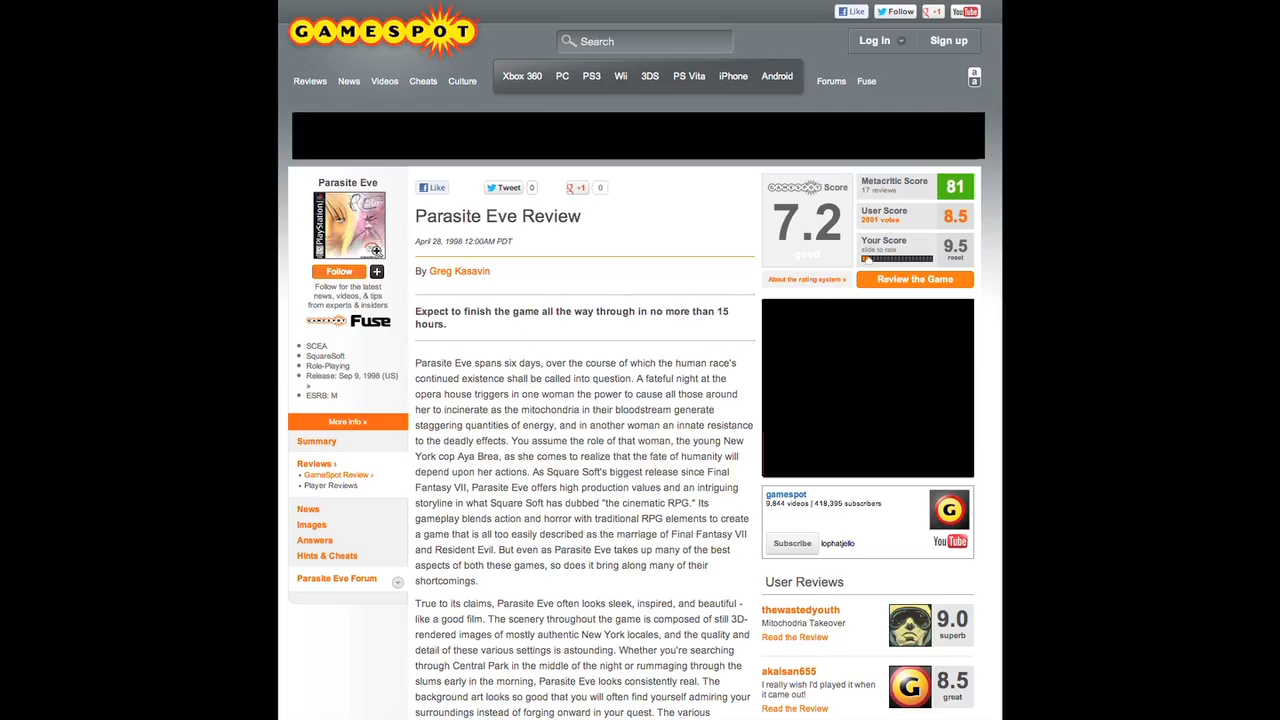 GAMESPOT
Like
Follow
+1
You Tube
Search
Log In
Sign up
Reviews
News
Videos
Cheats
Culture
Xbox 360
PC
PS3
Wii
3DS
PS Vita
iPhone
Android
Forums
Fuse
a
a
Parasite Eve
PlayStation
Follow
Follow for the latest
news, videos, & tips
from experts & insiders
GAMESPOT Fuse
SCEA
SquareSoft
Role-Playing
Release: Sep 9, 1998 (US)
»
ESRB: M
More Info »
Summary
Reviews ›
• GameSpot Review ›
• Player Reviews
News
Images
Answers
Hints & Cheats
Parasite Eve Forum
Like
Tweet
0
+1
0
Parasite Eve Review
April 28, 1998 12:00AM PDT
By Greg Kasavin
Expect to finish the game all the way through in no more than 15
hours.
Parasite Eve spans six days, over the course of which the human race's
continued existence shall be called into question. A fateful night at the
opera house triggers in one woman the power to cause all those around
her to incinerate as the mitochondria in their bloodstream generate
staggering quantities of energy, and in another woman an innate resistance
to the deadly effects. You assume the role of that woman, the young New
York cop Aya Brea, as she comes to realize that the fate of humanity will
depend upon her actions. As Square Soft's biggest release since Final
Fantasy VII, Parasite Eve offers high production values and an intriguing
storyline in what Square Soft has dubbed "the cinematic RPG." Its
gameplay blends action and horror with traditional RPG elements to create
a game that is all too easily described as the marriage of Final Fantasy VII
and Resident Evil. But even as Parasite Eve takes up many of the best
aspects of both these games, so does it bring along many of their
shortcomings.
True to its claims, Parasite Eve often looks sleek, inspired, and beautiful -
like a good film. The scenery throughout the game is composed of still 3D-
rendered images of mostly authentic New York locales, and the quality and
detail of these various settings is astounding. Whether you're searching
through Central Park in the middle of the night or rummaging through the
slums early in the morning, Parasite Eve looks consistently real. The
background art looks so good that you will often find yourself admiring your
surroundings instead of forging onward in your quest. The various
GAMESPOT Score
7.2
good
About the rating system »
Metacritic Score
17 reviews
81
User Score
2001 votes
8.5
Your Score
slide to rate
9.5
reset
Review the Game
gamespot
9,844 videos | 418,395 subscribers
Subscribe
lophatjello
You Tube
User Reviews
thewastedyouth
Mitochodria Takeover
Read the Review
9.0
superb
akaisan655
I really wish I'd played it when
it came out!
Read the Review
8.5
great